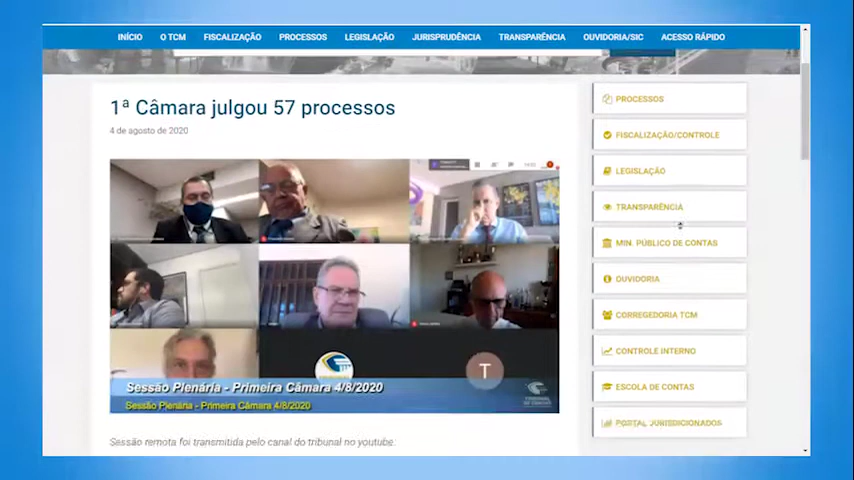 INÍCIO O TCM FISCALIZAÇÃO PROCESSOS LEGISLAÇÃO JURISPRUDÊNCIA TRANSPARÊNCIA OUVIDORIA/SIC ACESSO RÁPIDO
1ª Câmara julgou 57 processos
4 de agosto de 2020
T
Sessão Plenária - Primeira Câmara 4/8/2020
Sessão Plenária - Primeira Câmara 4/8/2020
Sessão remota foi transmitida pelo canal do tribunal no youtube.
PROCESSOS
FISCALIZAÇÃO/CONTROLE
LEGISLAÇÃO
TRANSPARÊNCIA
MIN. PÚBLICO DE CONTAS
OUVIDORIA
CORREGEDORIA TCM
CONTROLE INTERNO
ESCOLA DE CONTAS
PORTAL JURISDICIONADOS